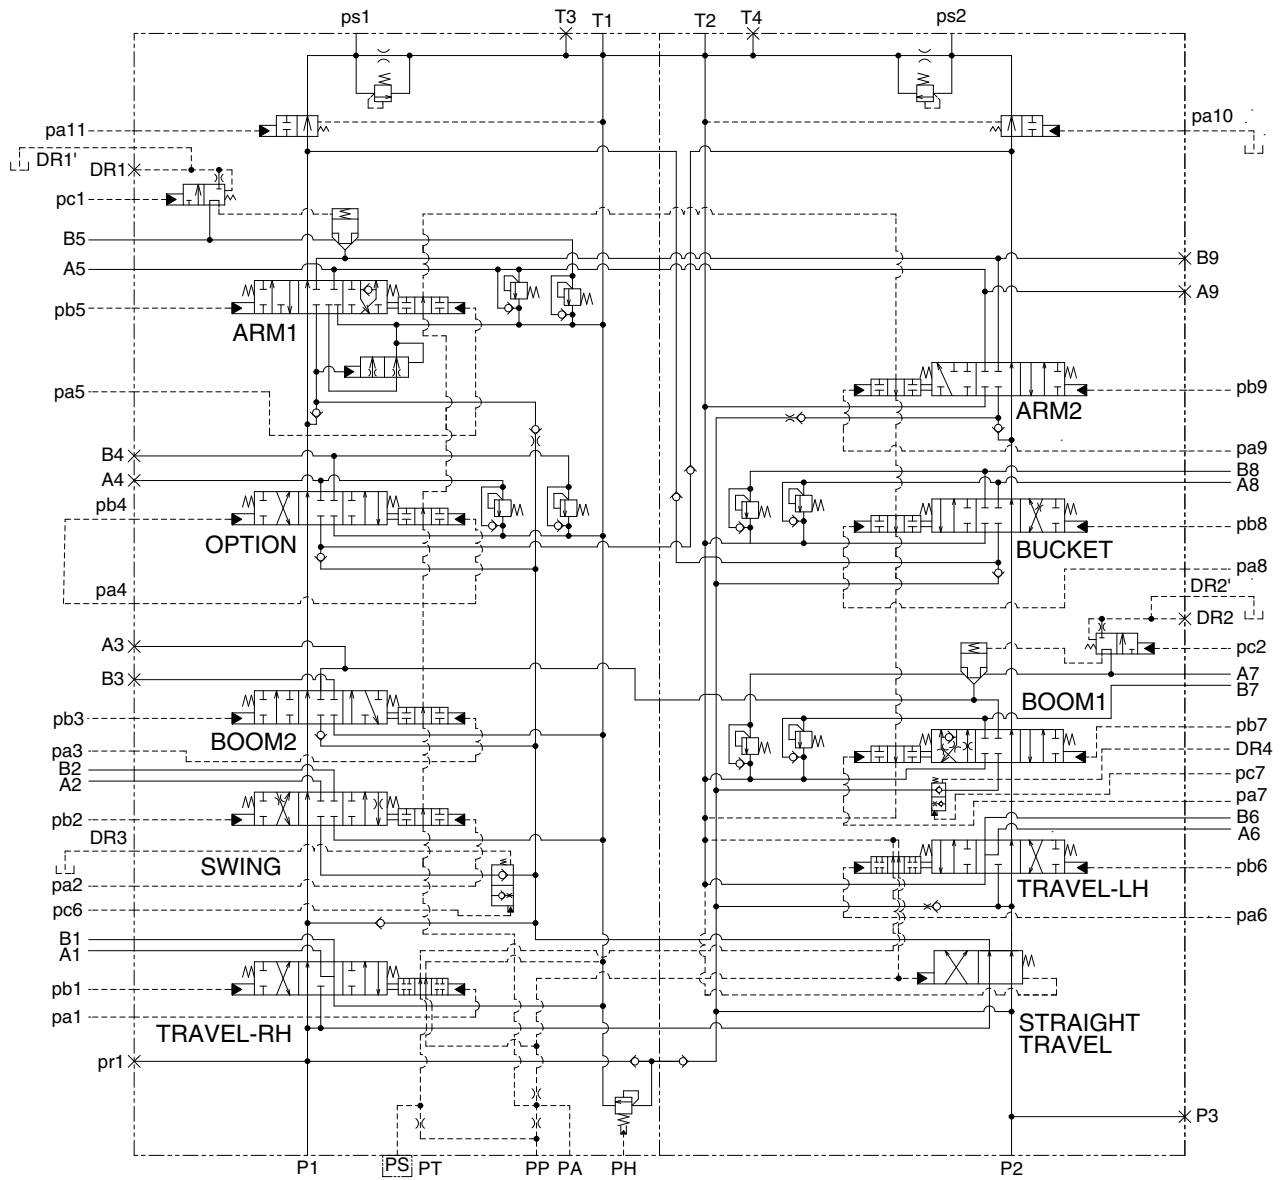 ps1
T3
T1
T2
T4
ps2
pa11
pa10
DR1'
DR1
pc1
B5
B9
A5
A9
pb5
ARM1
pa5
pb9
ARM2
pa9
B4
B8
A4
A8
pb4
pb8
OPTION
BUCKET
pa4
pa8
DR2'
DR2
A3
pc2
B3
A7
B7
BOOM1
pb3
pb7
BOOM2
DR4
pa3
B2
pc7
A2
pa7
pb2
B6
DR3
A6
SWING
pb6
pa2
TRAVEL-LH
pc6
pa6
B1
A1
pb1
pa1
TRAVEL-RH
STRAIGHT
TRAVEL
pr1
P3
P1
PS
PT
PP
PA
PH
P2